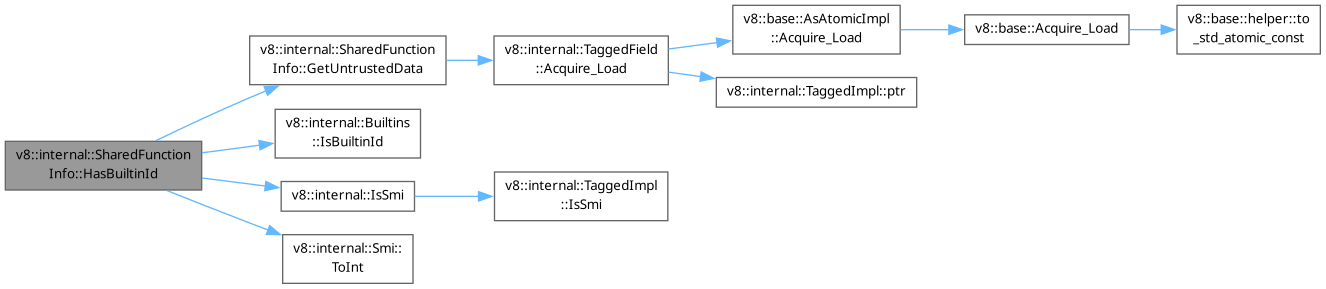 v8::internal::SharedFunction
Info::HasBuiltinId
v8::internal::SharedFunction
Info::GetUntrustedData
v8::internal::TaggedField
::Acquire_Load
v8::base::AsAtomicImpl
::Acquire_Load
v8::base::Acquire_Load
v8::base::helper::to
_std_atomic_const
v8::internal::TaggedImpl::ptr
v8::internal::Builtins
::IsBuiltinId
v8::internal::IsSmi
v8::internal::TaggedImpl
::IsSmi
v8::internal::Smi::
ToInt